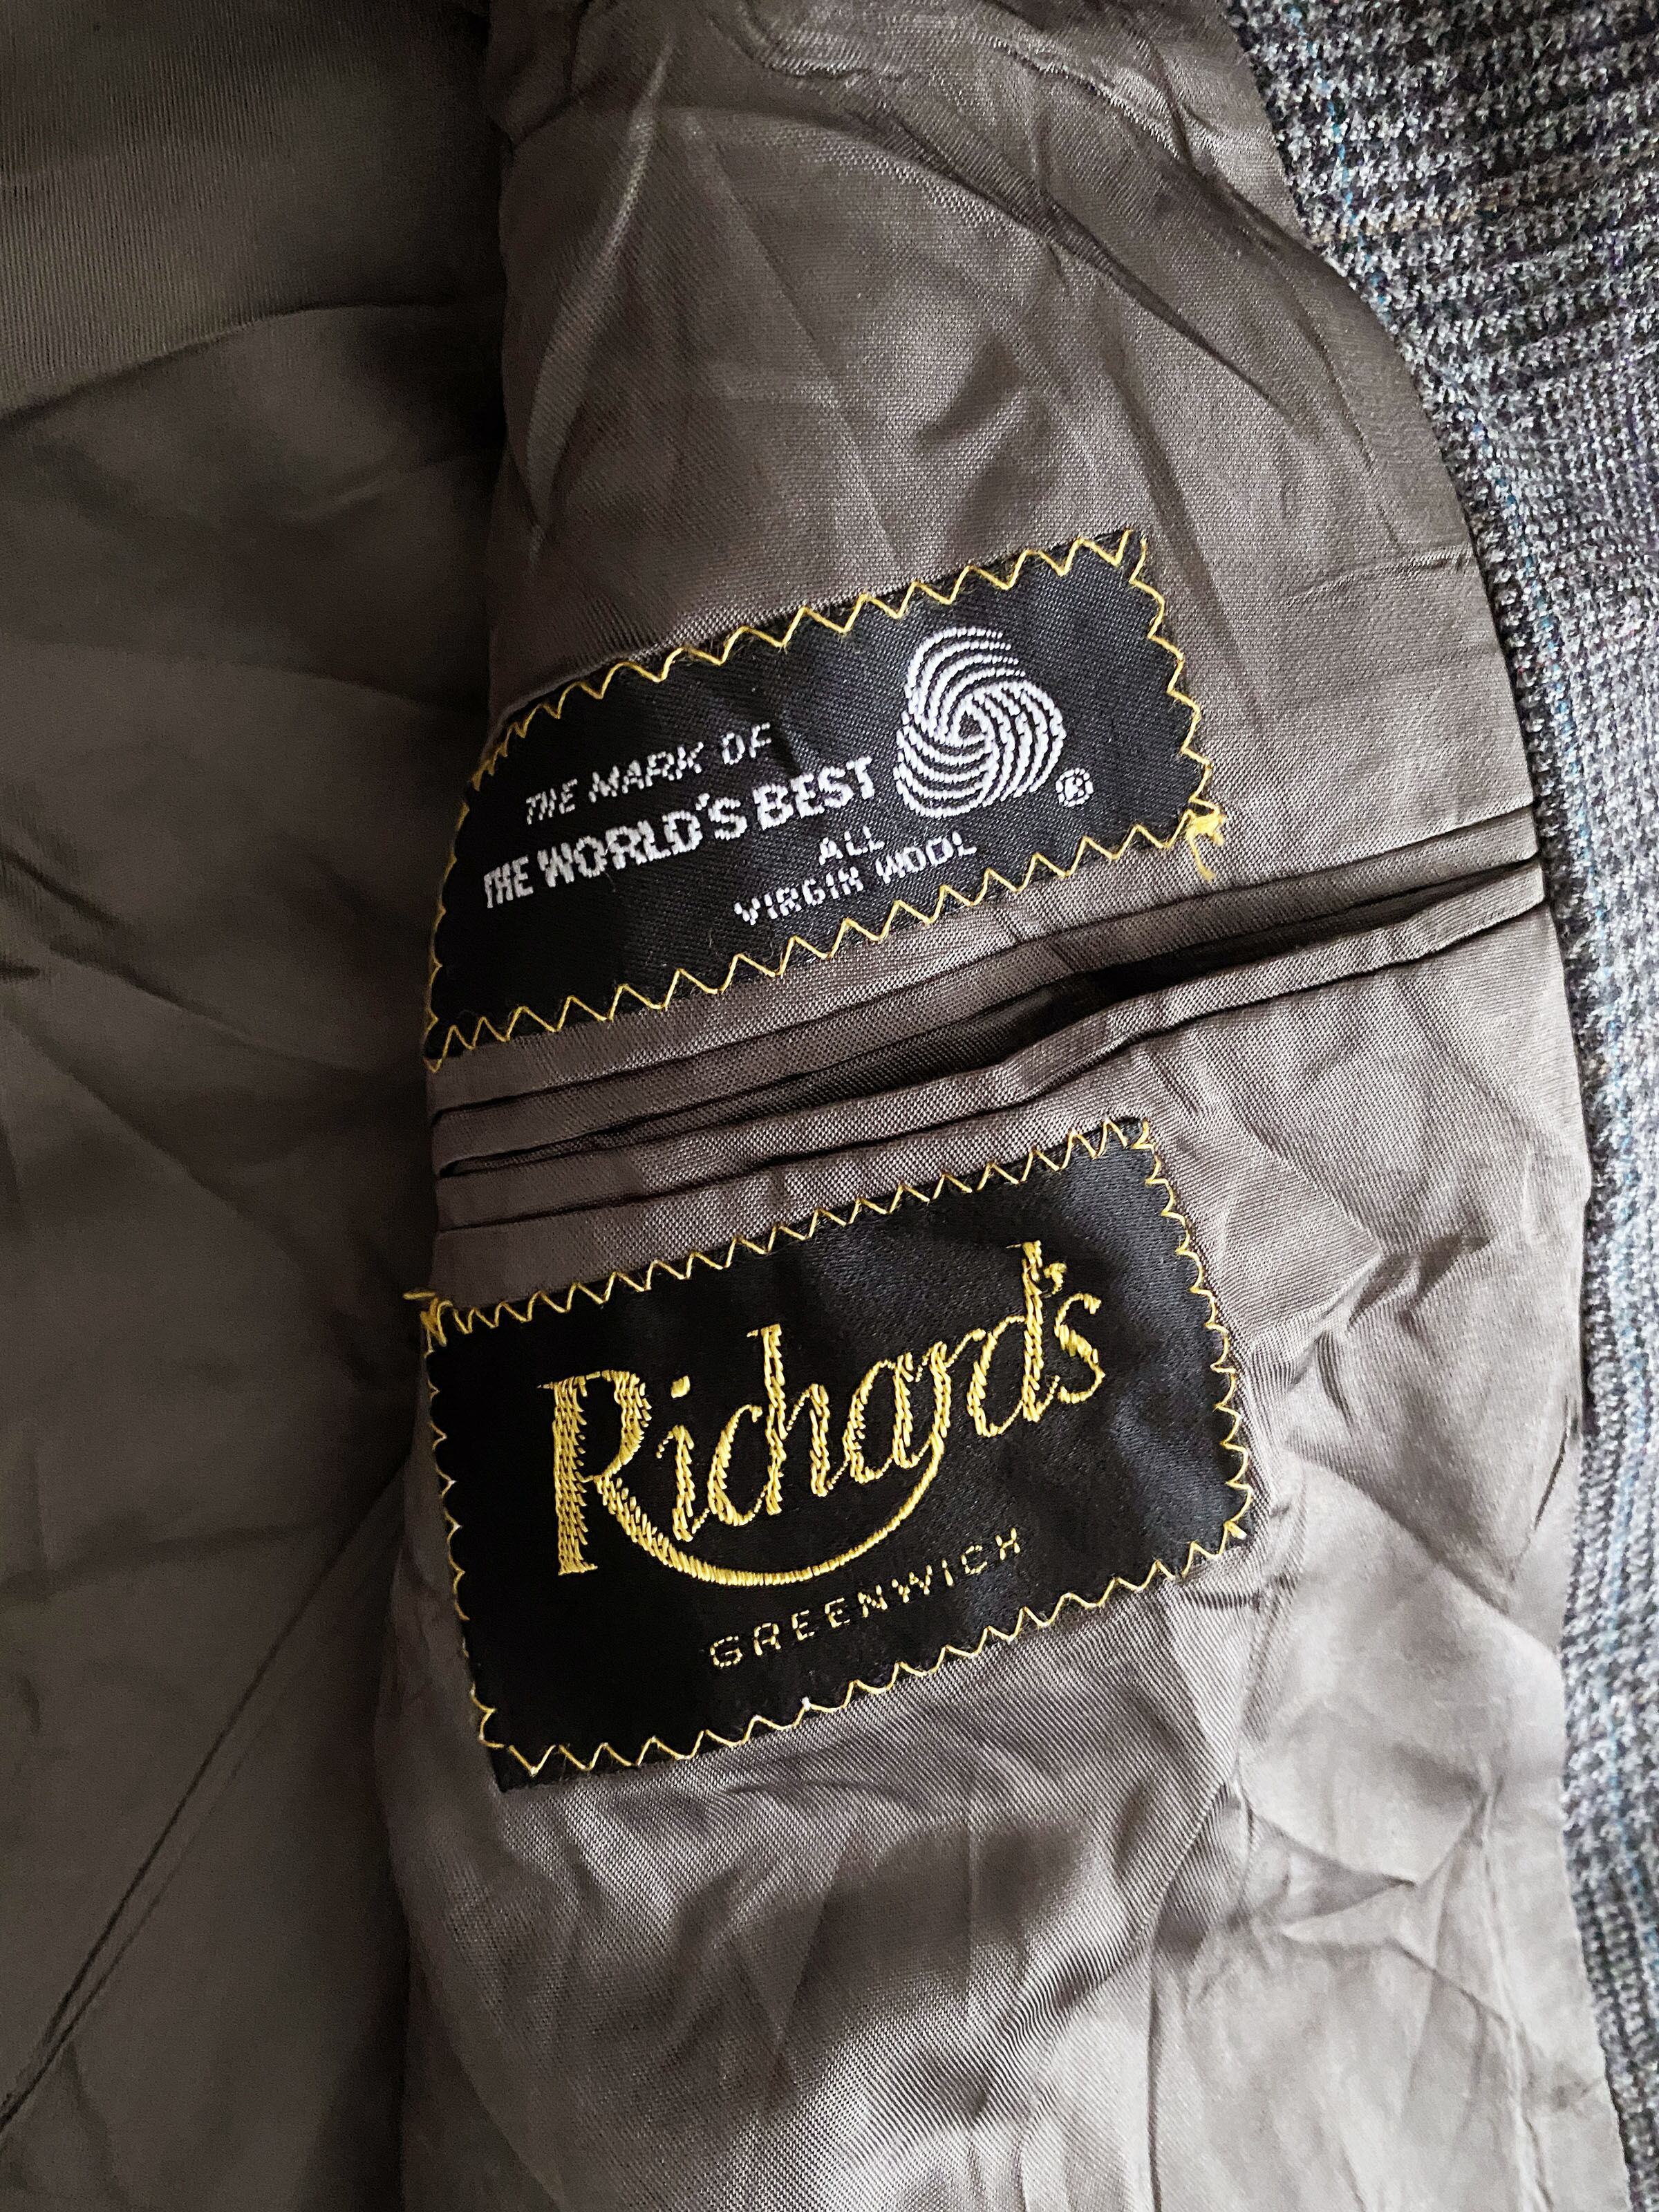 THE MARK OF
THE WORLD'S BEST
®
ALL
VIRGIN WOOL
Richard's
GREENWICH